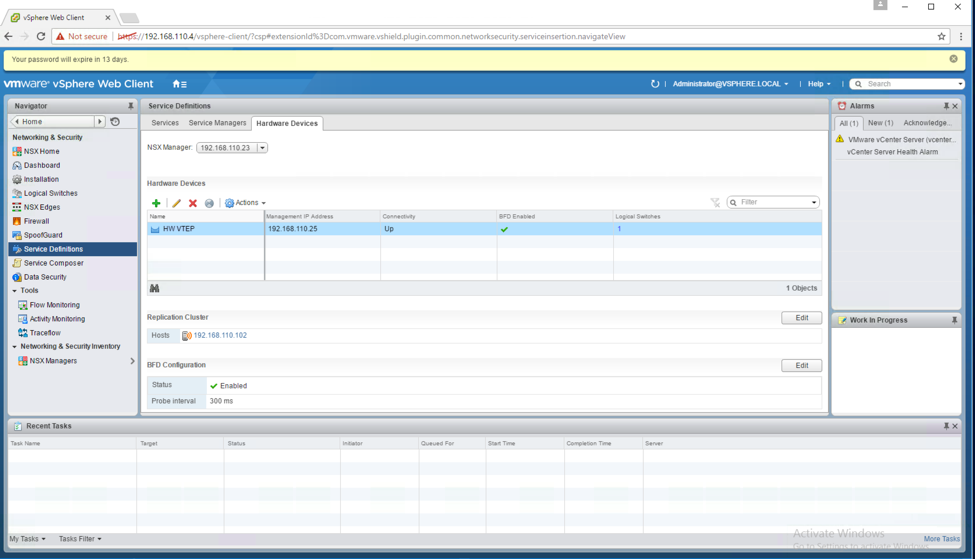 vSphere Web Client
Not secure https://192.168.110.4/vsphere-client/?csp#extensionId%3Dcom.vmware.vshield.plugin.common.networksecurity.serviceinsertion.navigateView
Your password will expire in 13 days.
vmware® vSphere Web Client
Administrator@VSPHERE.LOCAL
Help
Search
Navigator
Home
Networking & Security
NSX Home
Dashboard
Installation
Logical Switches
NSX Edges
Firewall
SpoofGuard
Service Definitions
Service Composer
Data Security
Tools
Flow Monitoring
Activity Monitoring
Traceflow
Networking & Security Inventory
NSX Managers
Service Definitions
Services Service Managers Hardware Devices
NSX Manager: 192.168.110.23
Hardware Devices
Actions
Filter
Name Management IP Address Connectivity BFD Enabled Logical Switches
HW VTEP 192.168.110.25 Up 1
1 Objects
Replication Cluster
Edit
Hosts 192.168.110.102
BFD Configuration
Edit
Status Enabled
Probe interval 300 ms
Alarms
All (1) New (1) Acknowledge...
VMware vCenter Server (vcenter...
vCenter Server Health Alarm
Work In Progress
Recent Tasks
Task Name Target Status Initiator Queued For Start Time Completion Time Server
My Tasks Tasks Filter
More Tasks
Activate Windows
Go to Settings to activate Windows.